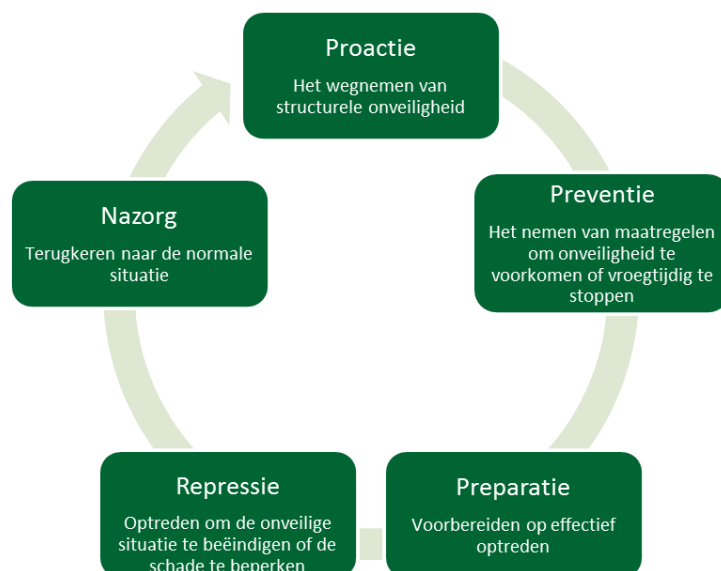 Proactie
Het wegnemen van
structurele onveiligheid
Preventie
Het nemen van maatregelen
om onveiligheid te
voorkomen of vroegtijdig te
stoppen
Preparatie
Voorbereiden op effectief
optreden
Repressie
Optreden om de onveilige
situatie te beëindigen of de
schade te beperken
Nazorg
Terugkeren naar de normale
situatie